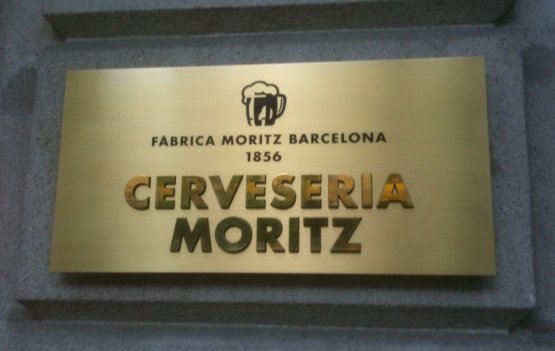 FÀBRICA MORITZ BARCELONA
1856
CERVESERIA
MORITZ